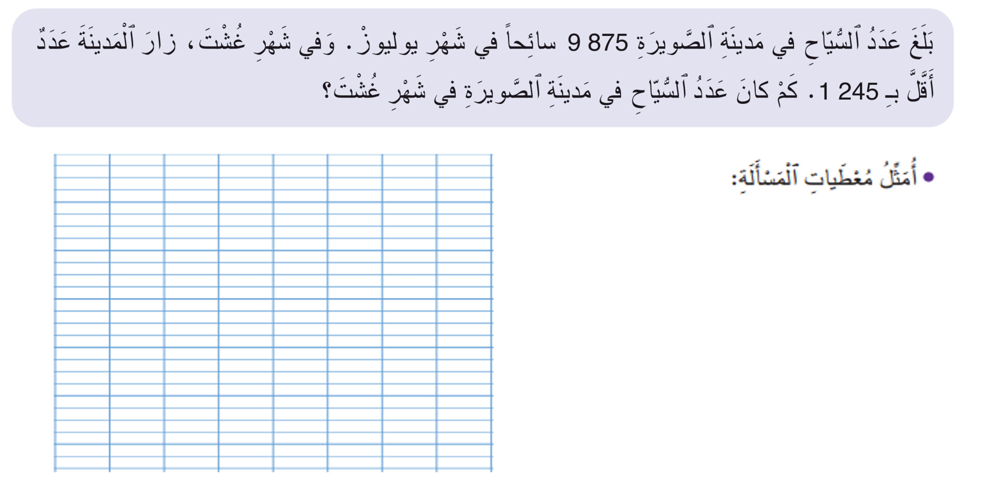 بَلَغَ عَدَدُ ٱلسُّيّاحِ في مَدينَةِ ٱلصَّويرَةِ 875 9 سائِحاً في شَهْرِ يوليوزْ. وَفي شَهْرِ غُشْتَ، زارَ ٱلْمَدينَةَ عَدَدٌ
أَقَّلَّ بـِ 245 1. كَمْ كانَ عَدَدُ ٱلسُّيّاحِ في مَدينَةِ ٱلصَّويرَةِ في شَهْرِ غُشْتَ؟
• أُمَثِّلُ مُعْطَياتِ ٱلْمَسْأَلَةِ: